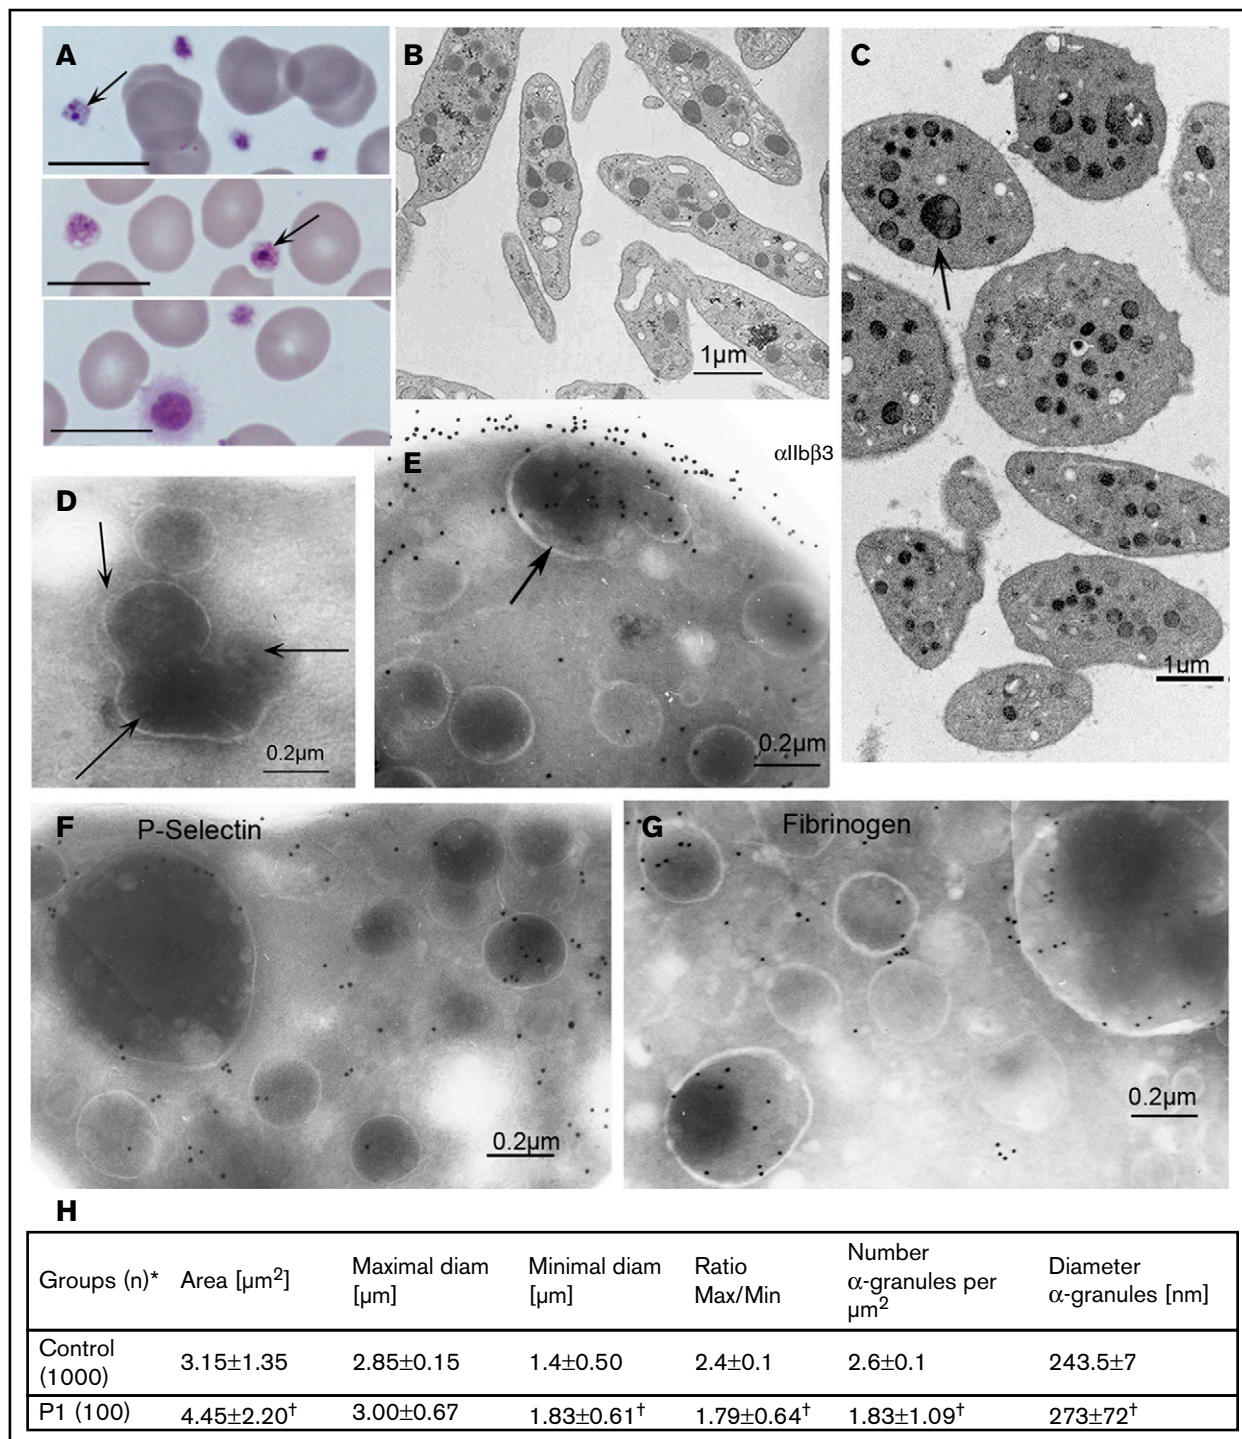 A
B
C
1µm
αIIbβ3
E
D
1µm
0.2µm
0.2µm
F
P-Selectin
G
Fibrinogen
0.2µm
0.2µm
H
Groups (n)* Area [µm²] Maximal diam [µm] Minimal diam [µm] Ratio Max/Min Number α-granules per µm² Diameter α-granules [nm]
Control (1000) 3.15±1.35 2.85±0.15 1.4±0.50 2.4±0.1 2.6±0.1 243.5±7
P1 (100) 4.45±2.20† 3.00±0.67 1.83±0.61† 1.79±0.64† 1.83±1.09† 273±72†